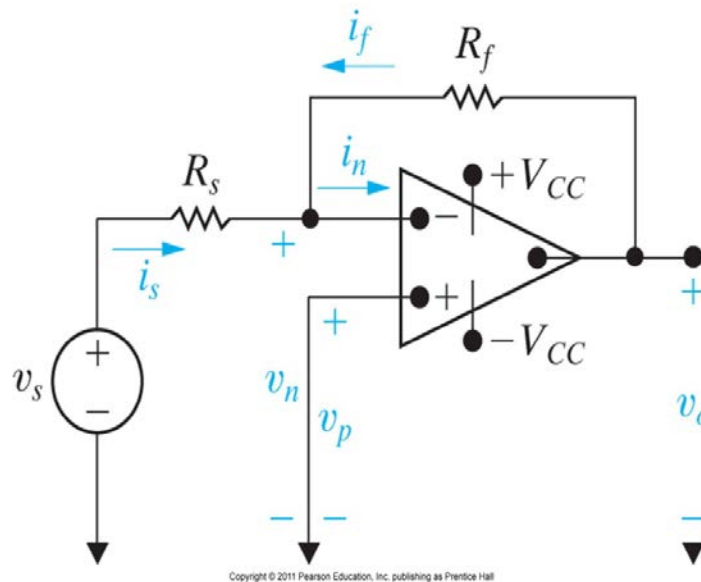 i_f
R_f
R_s
i_n
+V_CC
−
+
i_s
+
+
−V_CC
+
v_s
+
−
v_n
v_p
−
−
−
Copyright © 2011 Pearson Education, Inc. publishing as Prentice Hall